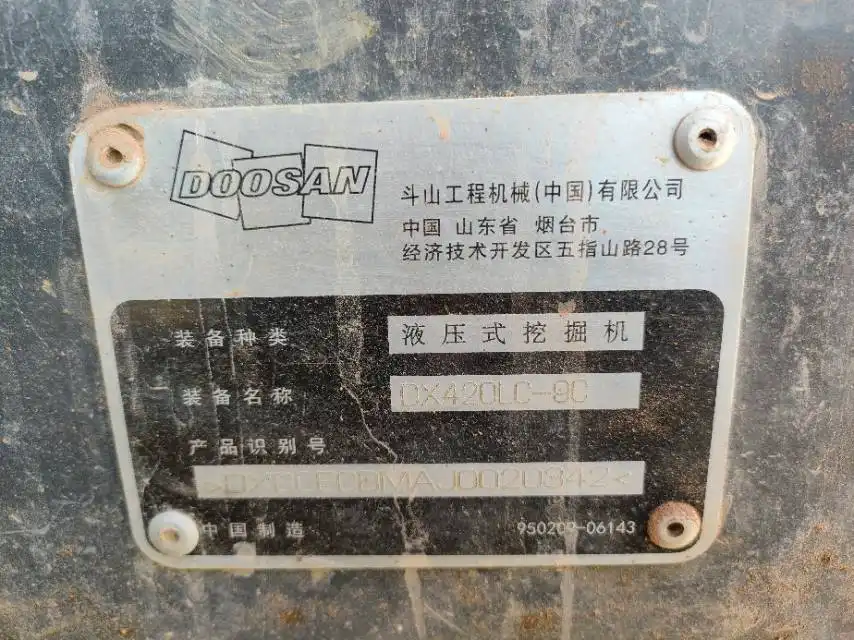 DOOSAN
斗山工程机械(中国)有限公司
中国 山东省 烟台市
经济技术开发区五指山路28号
装备种类 液压式挖掘机
装备名称 DX420LC-9C
产品识别号
中国制造 950209-06143